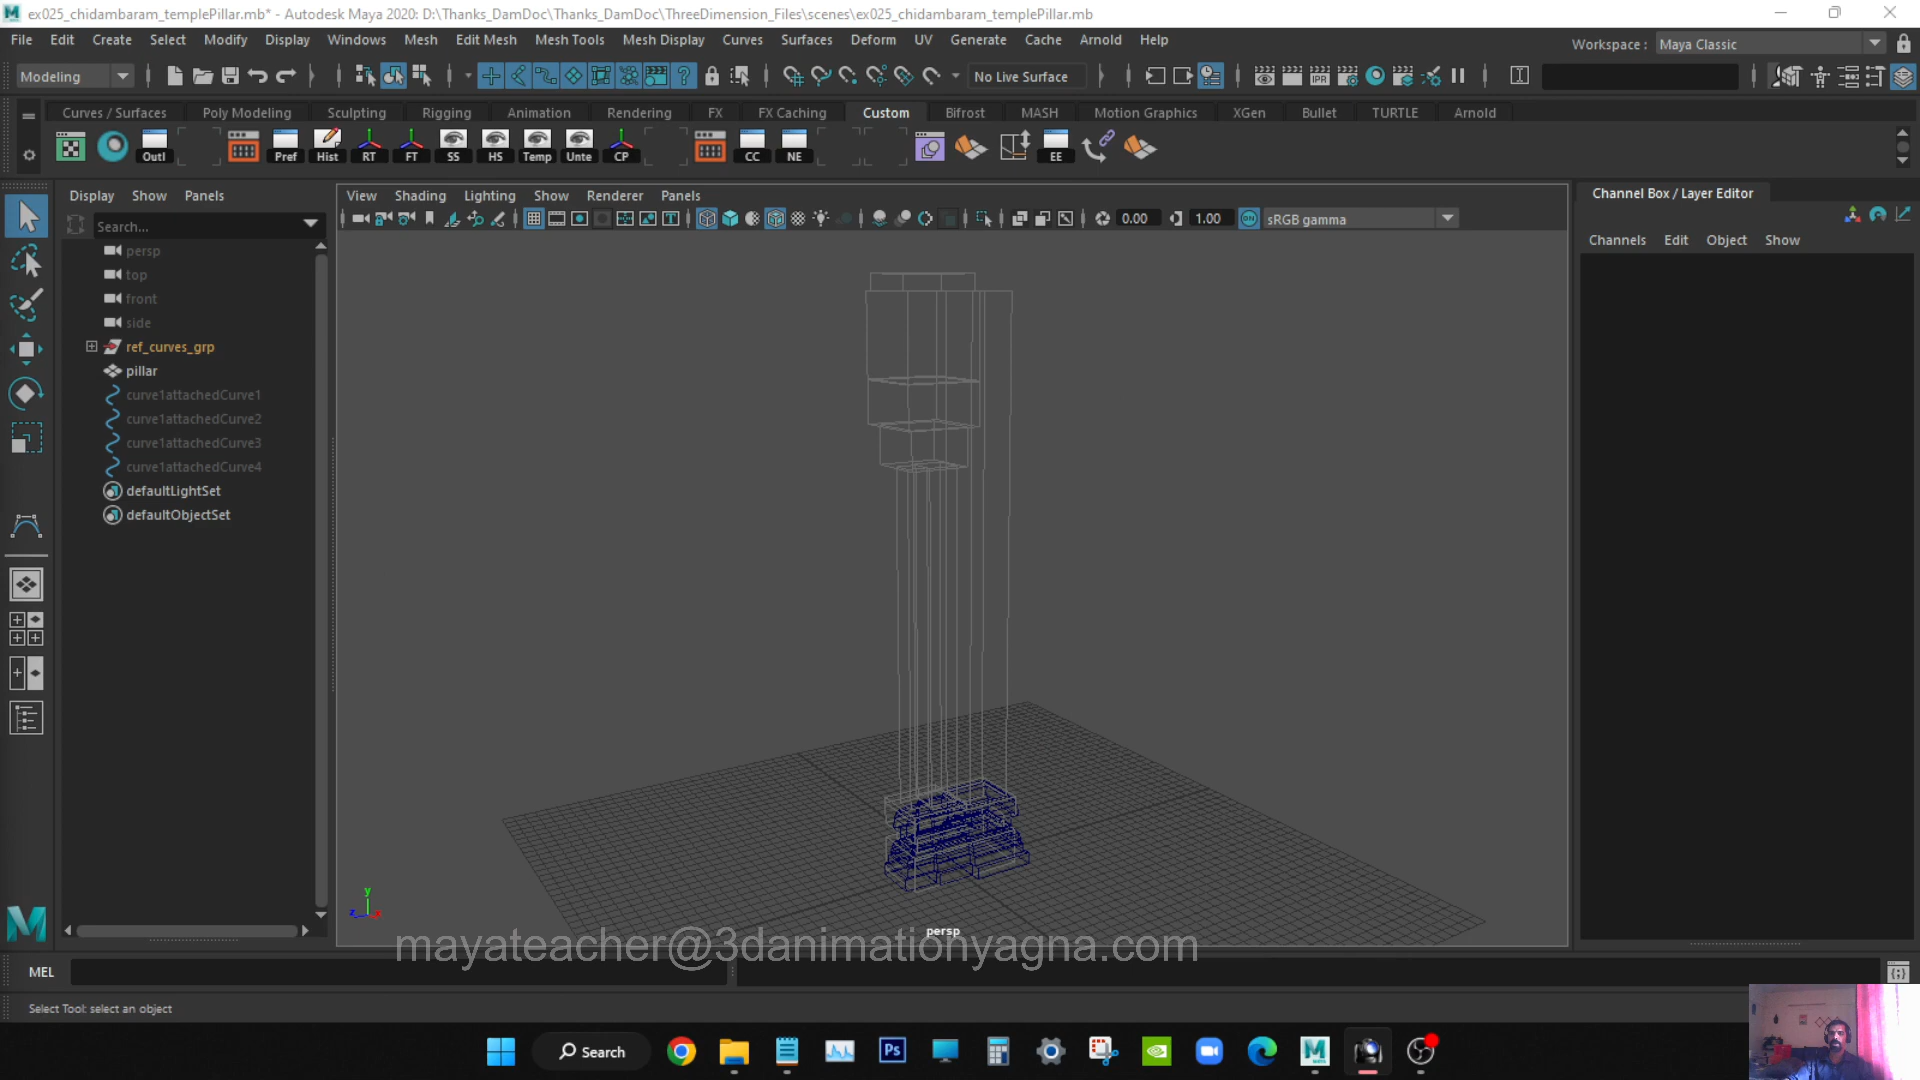 ex025_chidambaram_templePillar.mb* - Autodesk Maya 2020: D:\Thanks_DamDoc\Thanks_DamDoc\ThreeDimension_Files\scenes\ex025_chidambaram_templePillar.mb
File Edit Create Select Modify Display Windows Mesh Edit Mesh Mesh Tools Mesh Display Curves Surfaces Deform UV Generate Cache Arnold Help
Workspace : Maya Classic
Modeling
No Live Surface
Curves / Surfaces Poly Modeling Sculpting Rigging Animation Rendering FX FX Caching Custom Bifrost MASH Motion Graphics XGen Bullet TURTLE Arnold
Outl Pref Hist RT FT SS HS Temp Unte CP CC NE EE
Display Show Panels
View Shading Lighting Show Renderer Panels
Channel Box / Layer Editor
Search...
0.00 1.00 ON sRGB gamma
Channels Edit Object Show
persp
top
front
side
ref_curves_grp
pillar
curve1attachedCurve1
curve1attachedCurve2
curve1attachedCurve3
curve1attachedCurve4
defaultLightSet
defaultObjectSet
y
z x
persp
mayateacher@3danimationyagna.com
MEL
Select Tool: select an object
Search
Ps